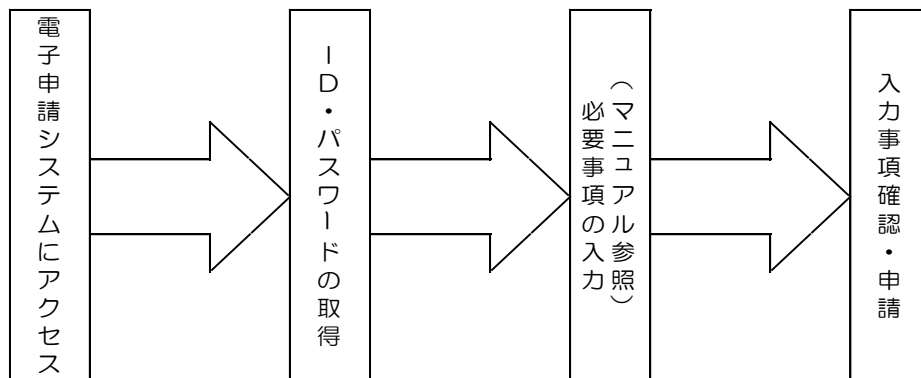 電子申請システムにアクセス
ID・パスワードの取得
必要事項の入力
（マニュアル参照）
入力事項確認・申請